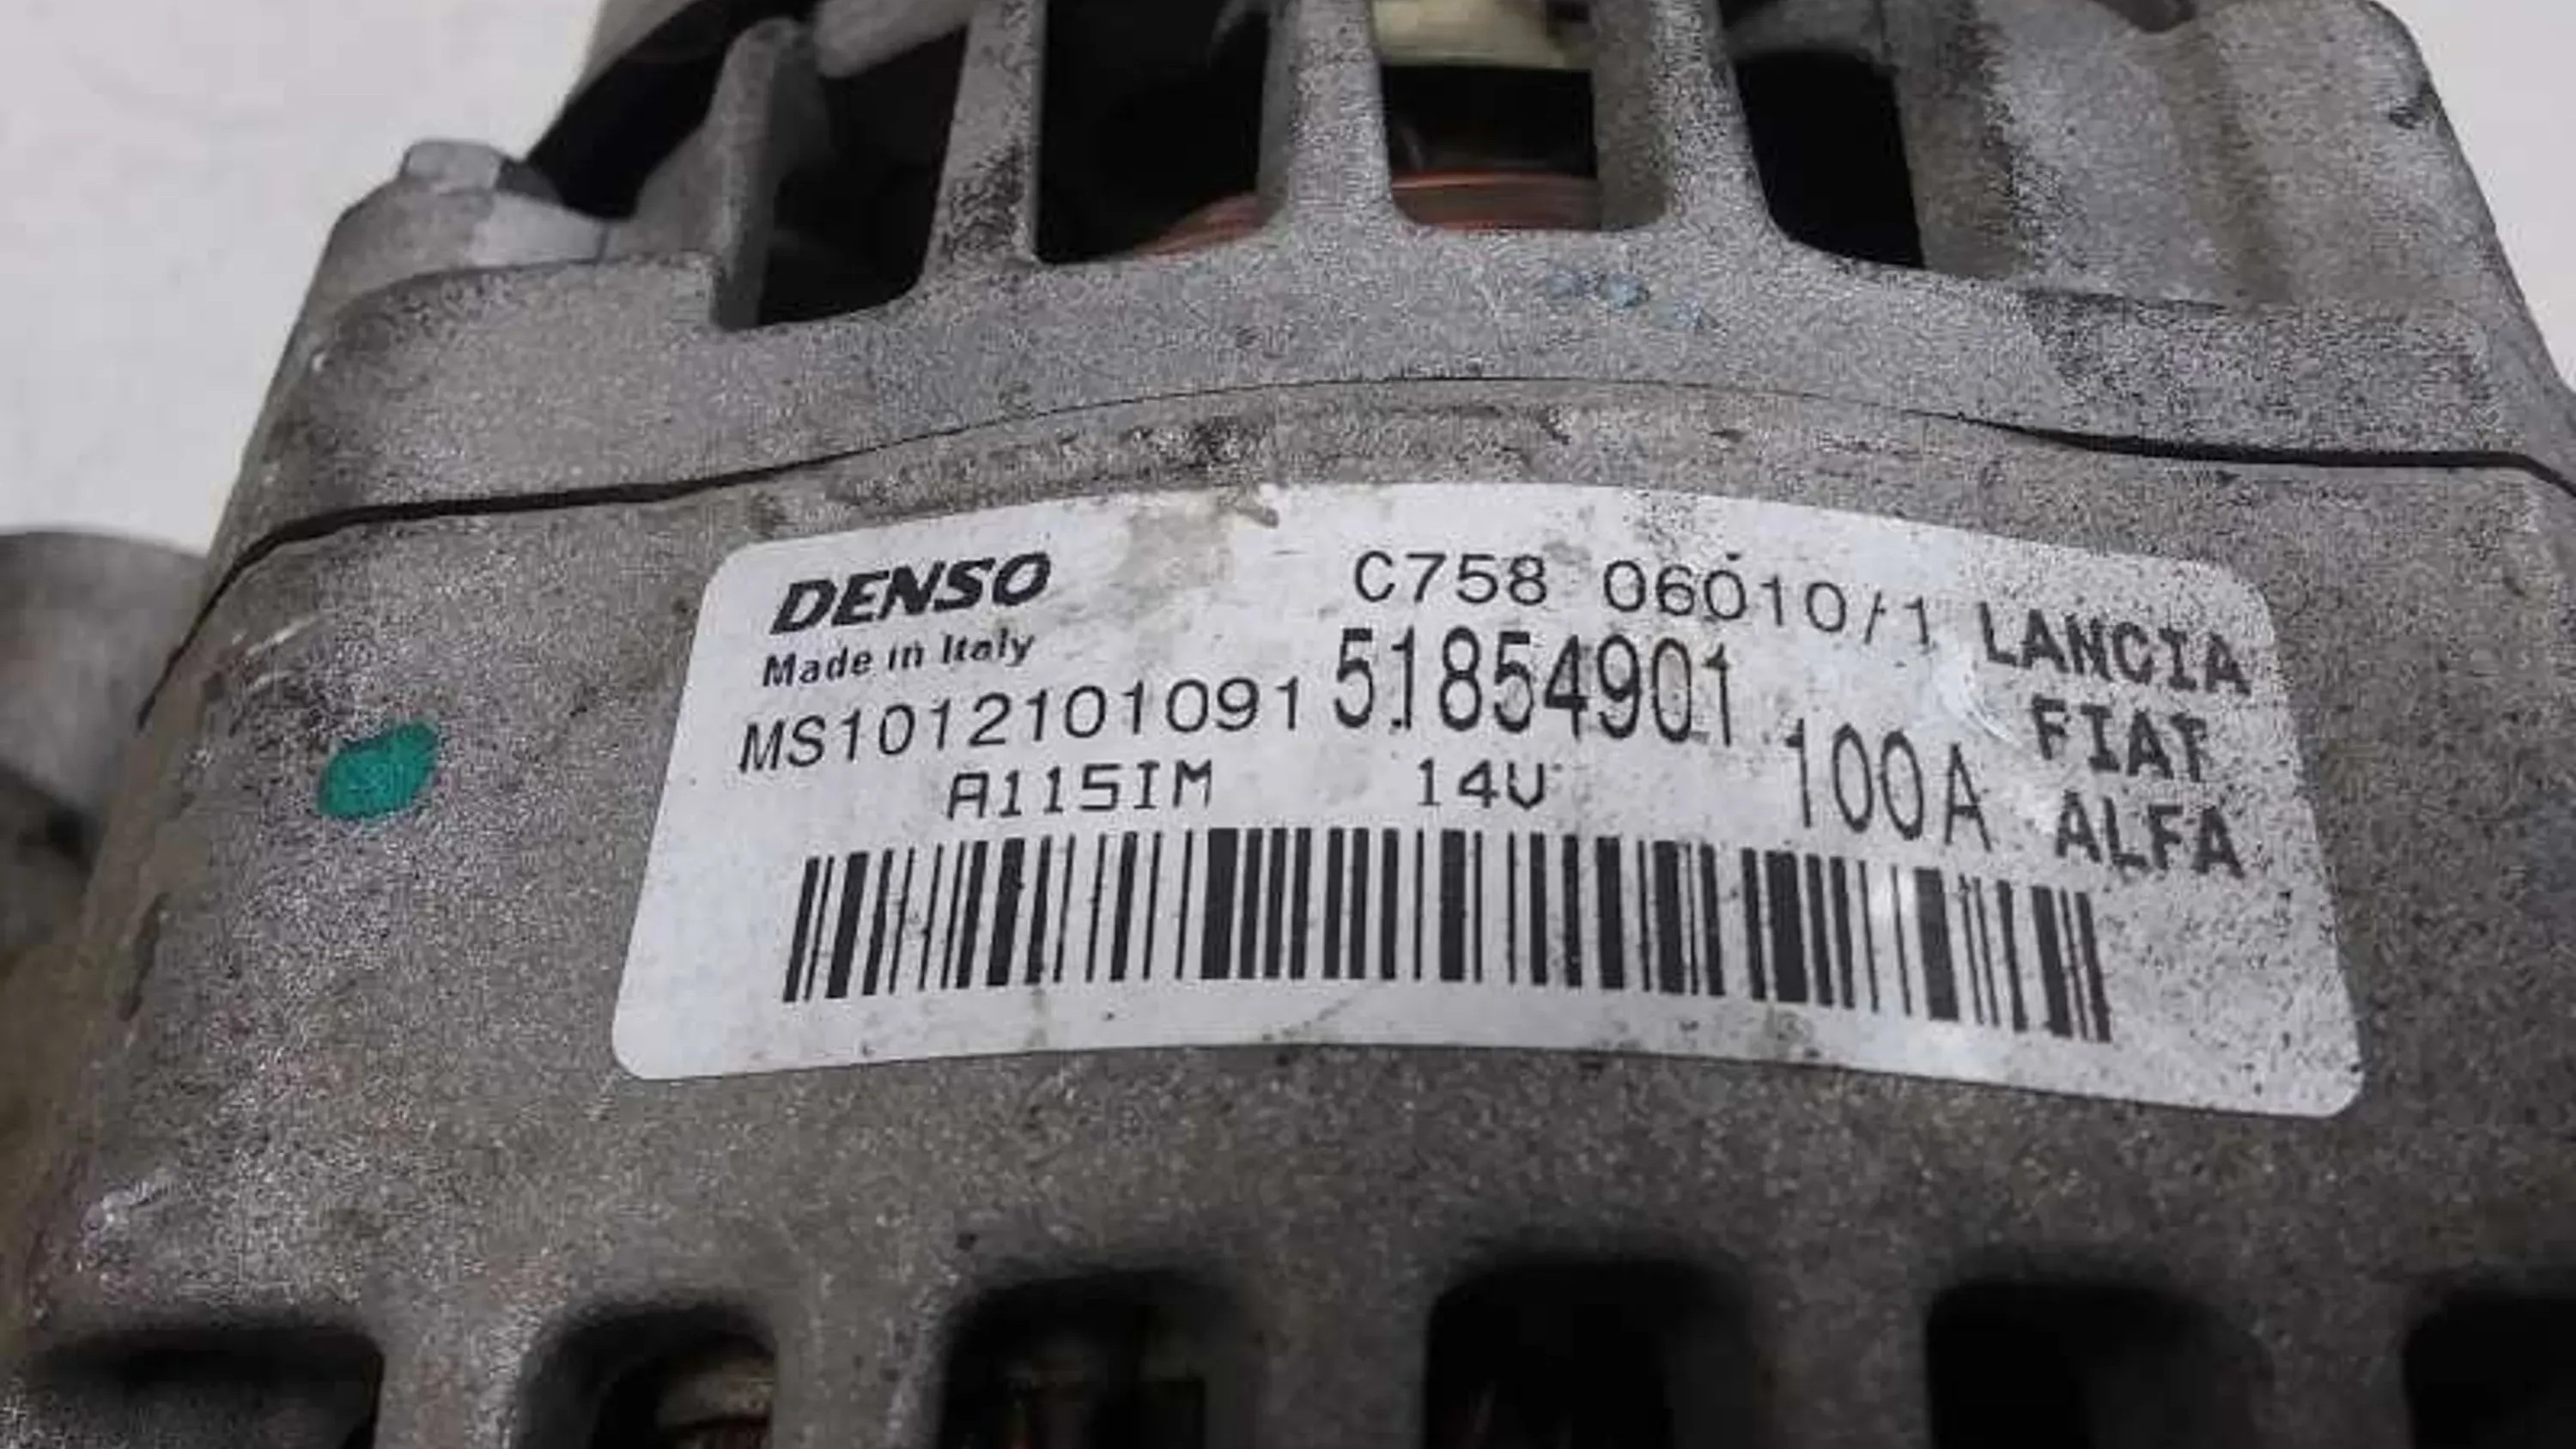 DENSO
Made in Italy
MS1012101091
A115IM 14V
C758 06010/1
51854901
100A
LANCIA
FIAT
ALFA